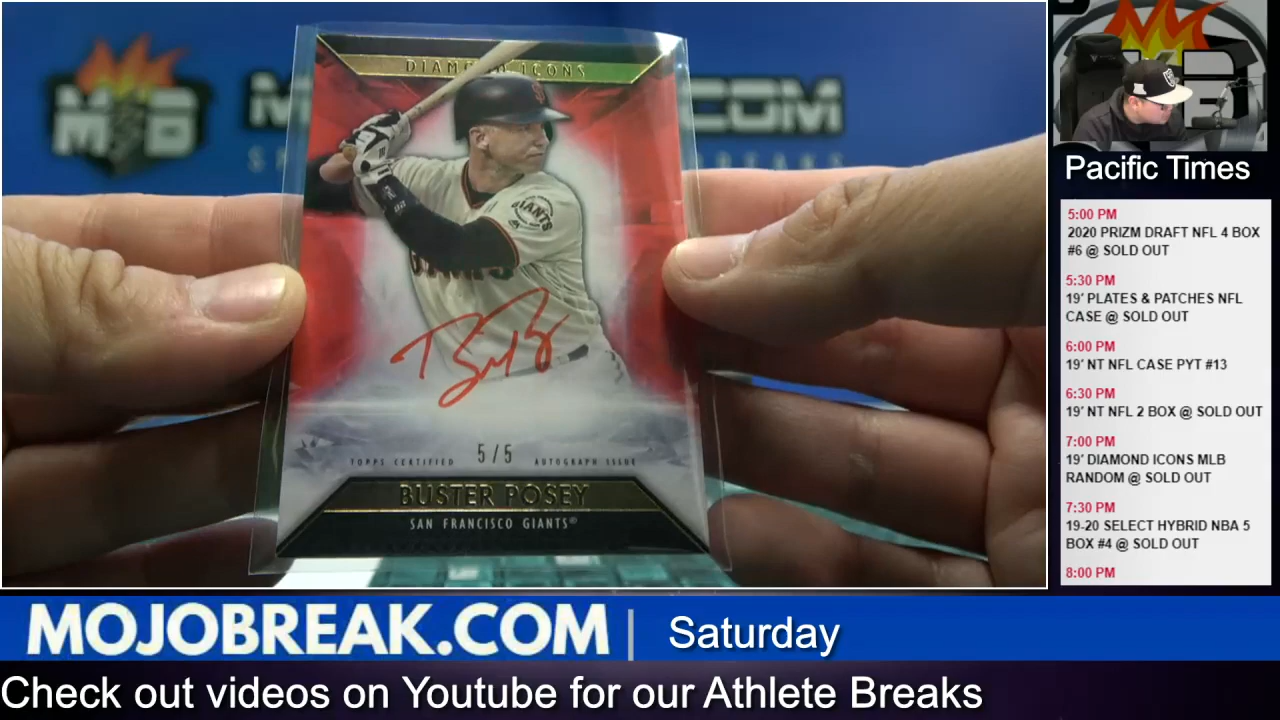 DIAMOND ICONS
GIANTS
5/5
TOPPS CERTIFIED AUTOGRAPH ISSUE
BUSTER POSEY
SAN FRANCISCO GIANTS®
Pacific Times
5:00 PM
2020 PRIZM DRAFT NFL 4 BOX
#6 @ SOLD OUT
5:30 PM
19' PLATES & PATCHES NFL
CASE @ SOLD OUT
6:00 PM
19' NT NFL CASE PYT #13
6:30 PM
19' NT NFL 2 BOX @ SOLD OUT
7:00 PM
19' DIAMOND ICONS MLB
RANDOM @ SOLD OUT
7:30 PM
19-20 SELECT HYBRID NBA 5
BOX #4 @ SOLD OUT
8:00 PM
MOJOBREAK.COM | Saturday
Check out videos on Youtube for our Athlete Breaks